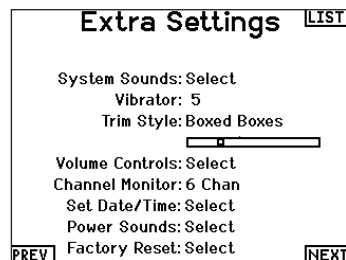 Extra Settings LIST
System Sounds: Select
Vibrator: 5
Trim Style: Boxed Boxes
Volume Controls: Select
Channel Monitor: 6 Chan
Set Date/Time: Select
Power Sounds: Select
Factory Reset: Select
PREV NEXT